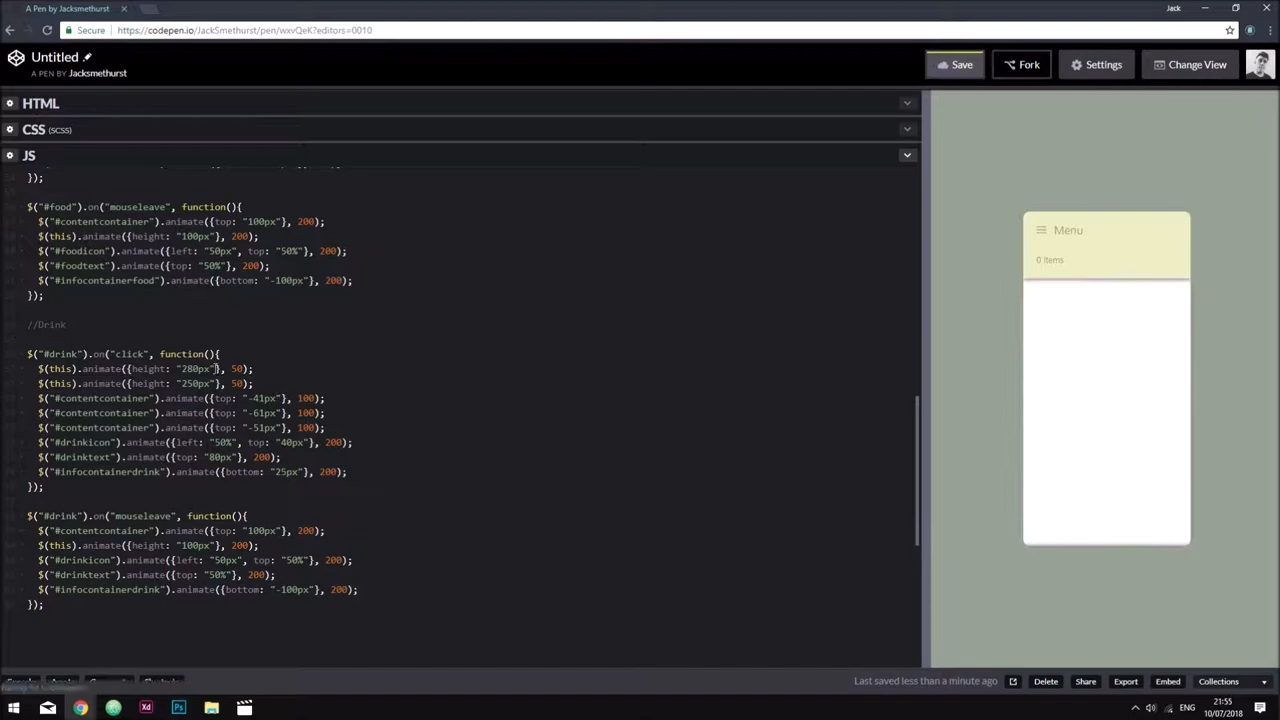 A Pen by Jacksmethurst
Jack
Secure
https://codepen.io/JackSmethurst/pen/wxvQeK?editors=0010
Untitled
A PEN BY Jacksmethurst
Save
Fork
Settings
Change View
HTML
CSS (SCSS)
JS
});
$("#food").on("mouseleave", function(){
$("#contentcontainer").animate({top: "100px"}, 200);
$(this).animate({height: "100px"}, 200);
$("#foodicon").animate({left: "50px", top: "50%"}, 200);
$("#foodtext").animate({top: "50%"}, 200);
$("#infocontainerfood").animate({bottom: "-100px"}, 200);
});
//Drink
$("#drink").on("click", function(){
$(this).animate({height: "280px"}, 50);
$(this).animate({height: "250px"}, 50);
$("#contentcontainer").animate({top: "-41px"}, 100);
$("#contentcontainer").animate({top: "-61px"}, 100);
$("#contentcontainer").animate({top: "-51px"}, 100);
$("#drinkicon").animate({left: "50%", top: "40px"}, 200);
$("#drinktext").animate({top: "80px"}, 200);
$("#infocontainerdrink").animate({bottom: "25px"}, 200);
});
$("#drink").on("mouseleave", function(){
$("#contentcontainer").animate({top: "100px"}, 200);
$(this).animate({height: "100px"}, 200);
$("#drinkicon").animate({left: "50px", top: "50%"}, 200);
$("#drinktext").animate({top: "50%"}, 200);
$("#infocontainerdrink").animate({bottom: "-100px"}, 200);
});
Menu
0 Items
Last saved less than a minute ago
Delete
Share
Export
Embed
Collections
Xd
Ps
ENG
21:55
10/07/2018